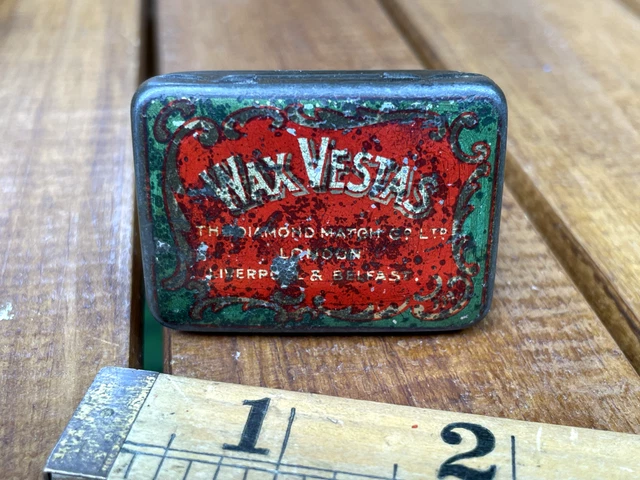 WAX VESTAS
THE DIAMOND MATCH CO. LTD
LONDON
LIVERPOOL & BELFAST.
1 2